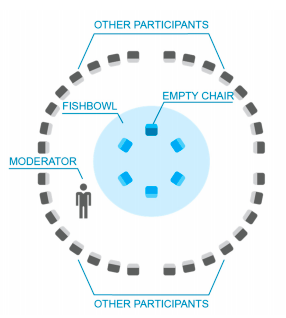 OTHER PARTICIPANTS
EMPTY CHAIR
FISHBOWL
MODERATOR
OTHER PARTICIPANTS